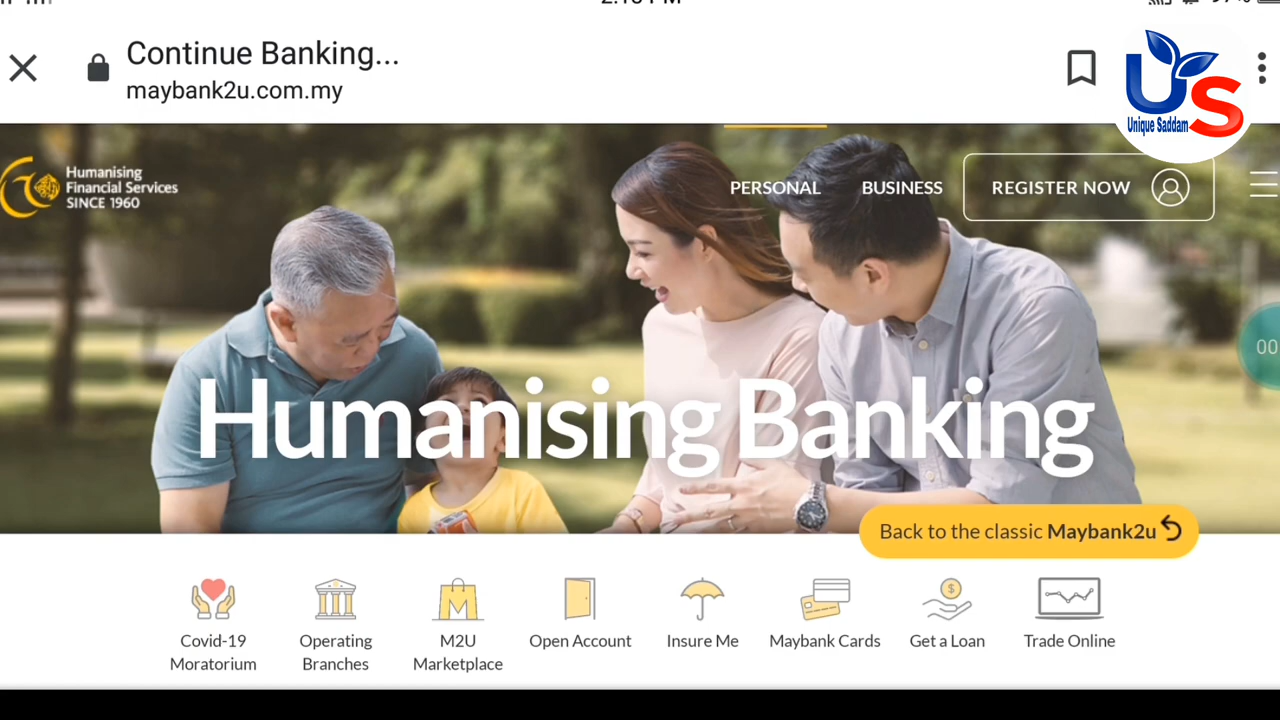 Continue Banking...
maybank2u.com.my
US
Unique Saddam
Humanising
Financial Services
SINCE 1960
PERSONAL
BUSINESS
REGISTER NOW
00
Humanising Banking
Back to the classic Maybank2u
Covid-19
Moratorium
Operating
Branches
M2U
Marketplace
Open Account
Insure Me
Maybank Cards
Get a Loan
Trade Online